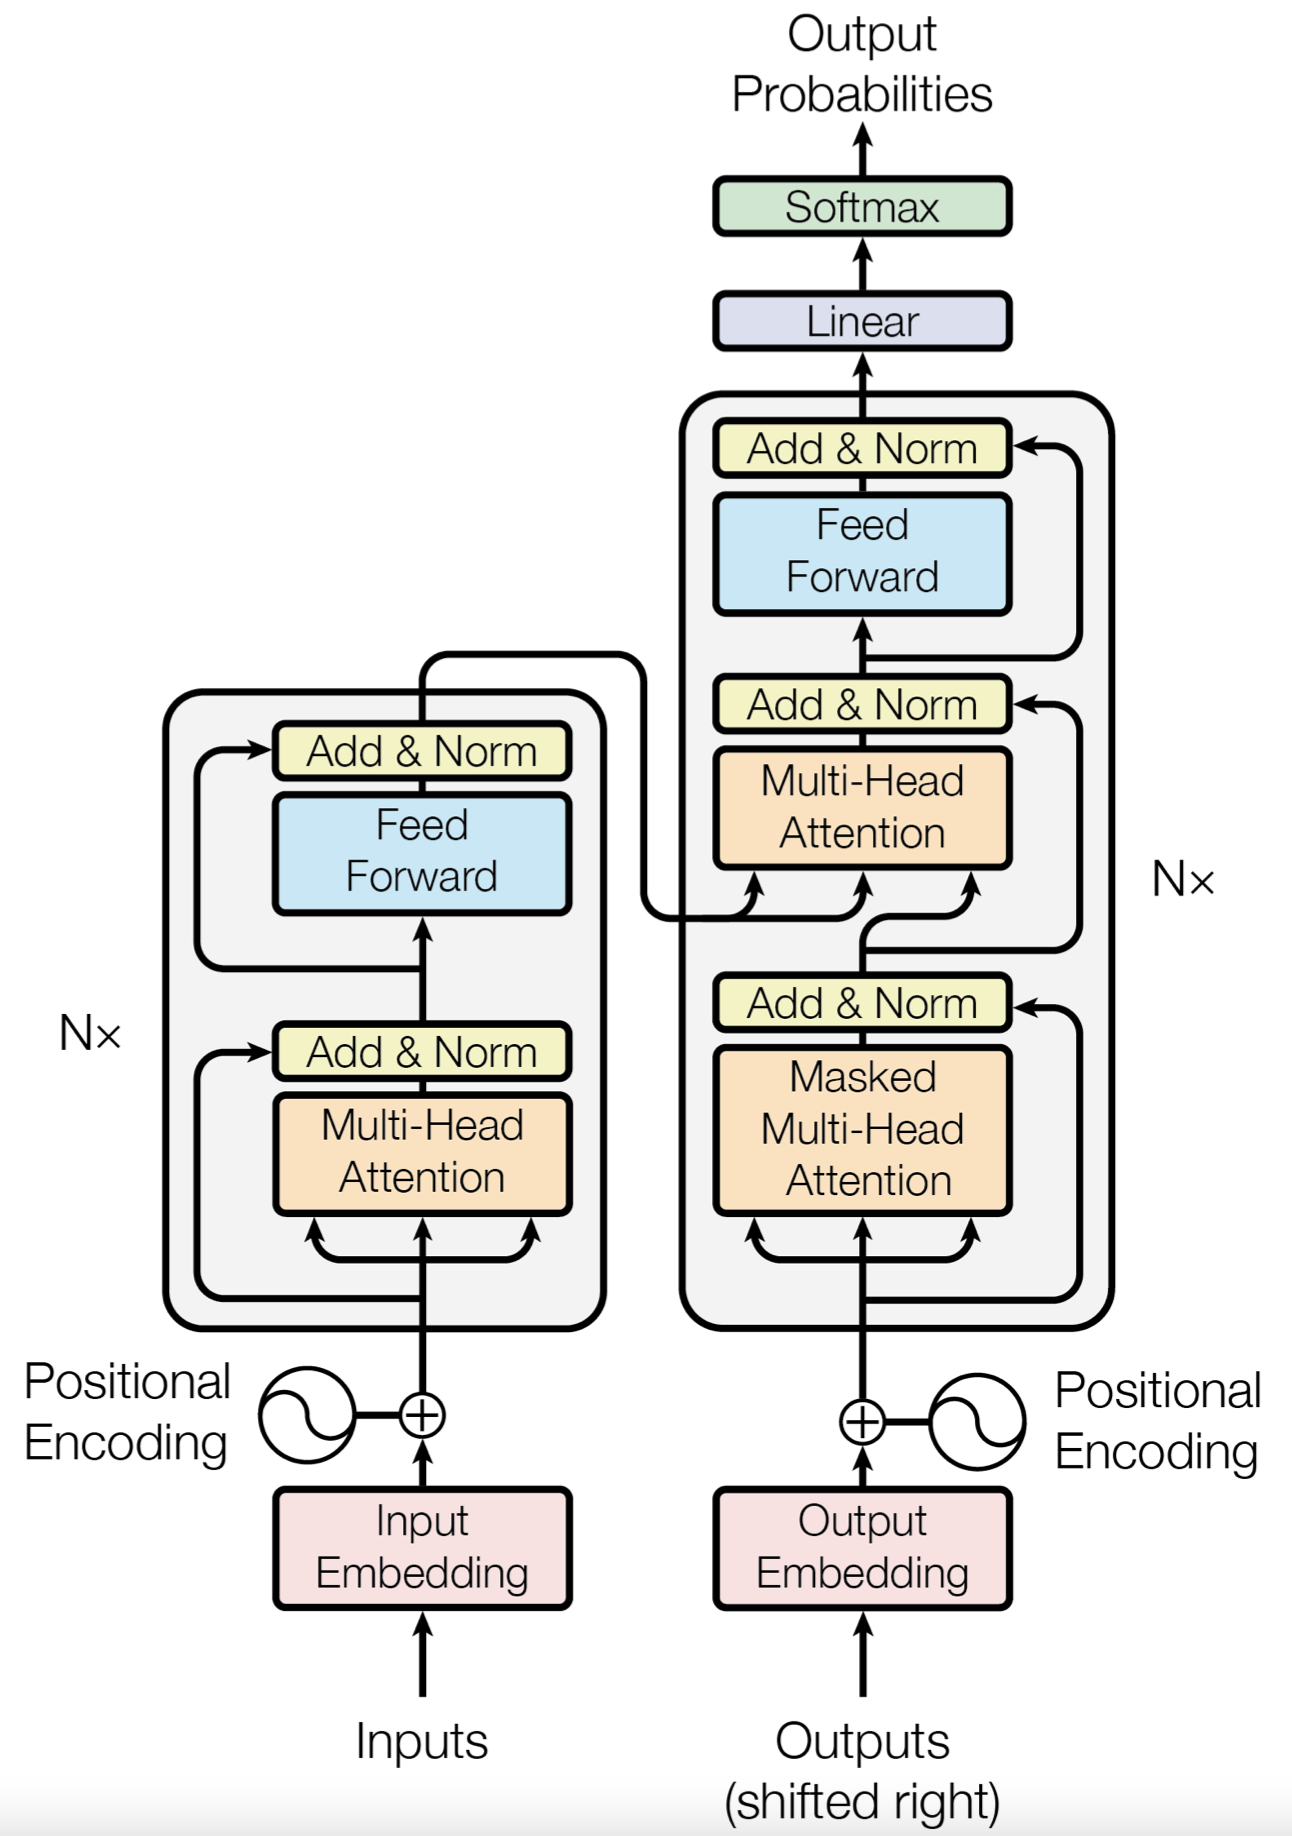 Output
Probabilities
Softmax
Linear
Add & Norm
Feed
Forward
Add & Norm
Multi-Head
Attention
Add & Norm
Masked
Multi-Head
Attention
N×
Add & Norm
Feed
Forward
Add & Norm
Multi-Head
Attention
N×
Positional
Encoding
Positional
Encoding
Input
Embedding
Output
Embedding
Inputs
Outputs
(shifted right)